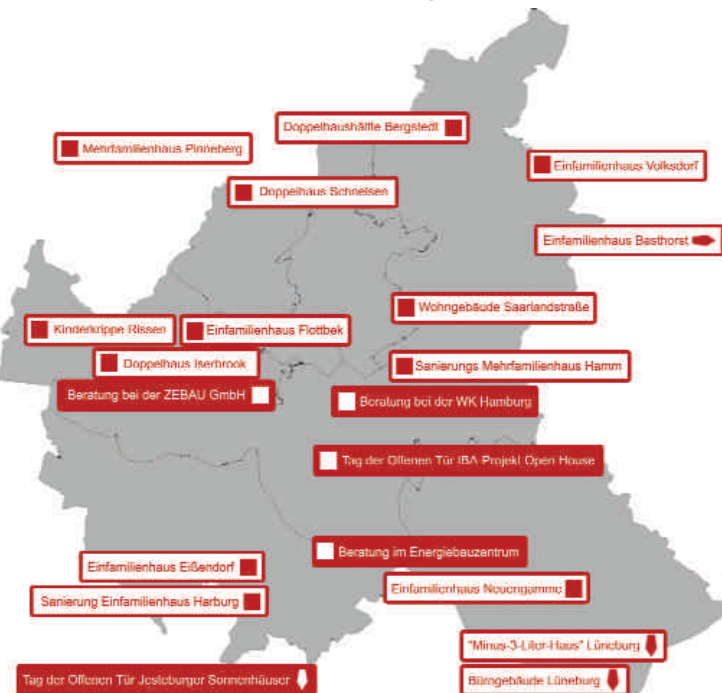 Doppelhaushälfte Bergstedt
Mehrfamilienhaus Pinneberg
Einfamilienhaus Volksdorf
Doppelhaus Schnelsen
Einfamilienhaus Basthorst
Wohngebäude Saarlandstraße
Kinderkrippe Rissen
Einfamilienhaus Flottbek
Doppelhaus Iserbrook
Sanierungs Mehrfamilienhaus Hamm
Beratung bei der ZEBAU GmbH
Beratung bei der WK Hamburg
Tag der Offenen Tür IBA-Projekt Open House
Beratung im Energiebauzentrum
Einfamilienhaus Eißendorf
Einfamilienhaus Neuengamme
Sanierung Einfamilienhaus Harburg
"Minus-3-Liter-Haus" Lüneburg
Tag der Offenen Tür Jesteburger Sonnenhäuser
Bürogebäude Lüneburg